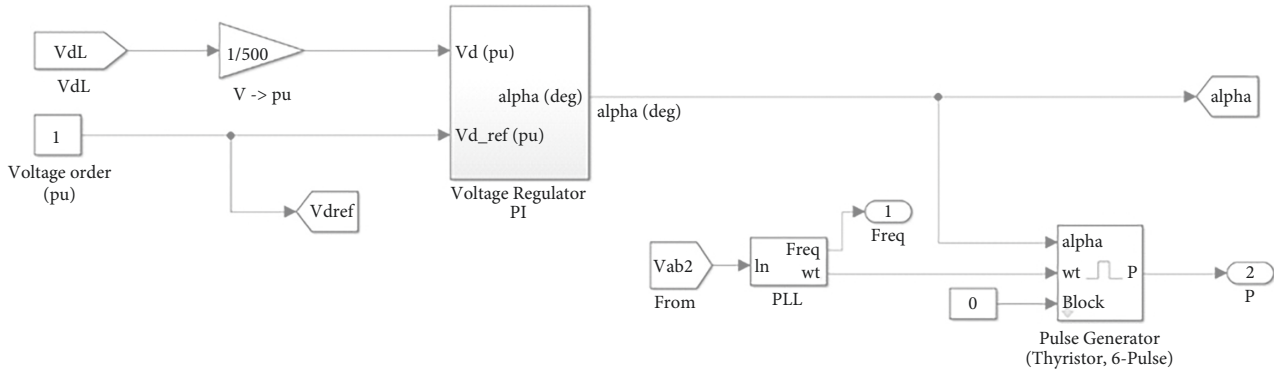 VdL
VdL
1/500
V -> pu
Vd (pu)
alpha (deg)
Vd_ref (pu)
Voltage Regulator
PI
alpha (deg)
alpha
1
Voltage order
(pu)
Vdref
Vab2
From
In
Freq
wt
PLL
1
Freq
0
alpha
wt
P
Block
Pulse Generator
(Thyristor, 6-Pulse)
2
P